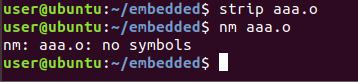 user@ubuntu:~/embedded$ strip aaa.o
user@ubuntu:~/embedded$ nm aaa.o
nm: aaa.o: no symbols
user@ubuntu:~/embedded$